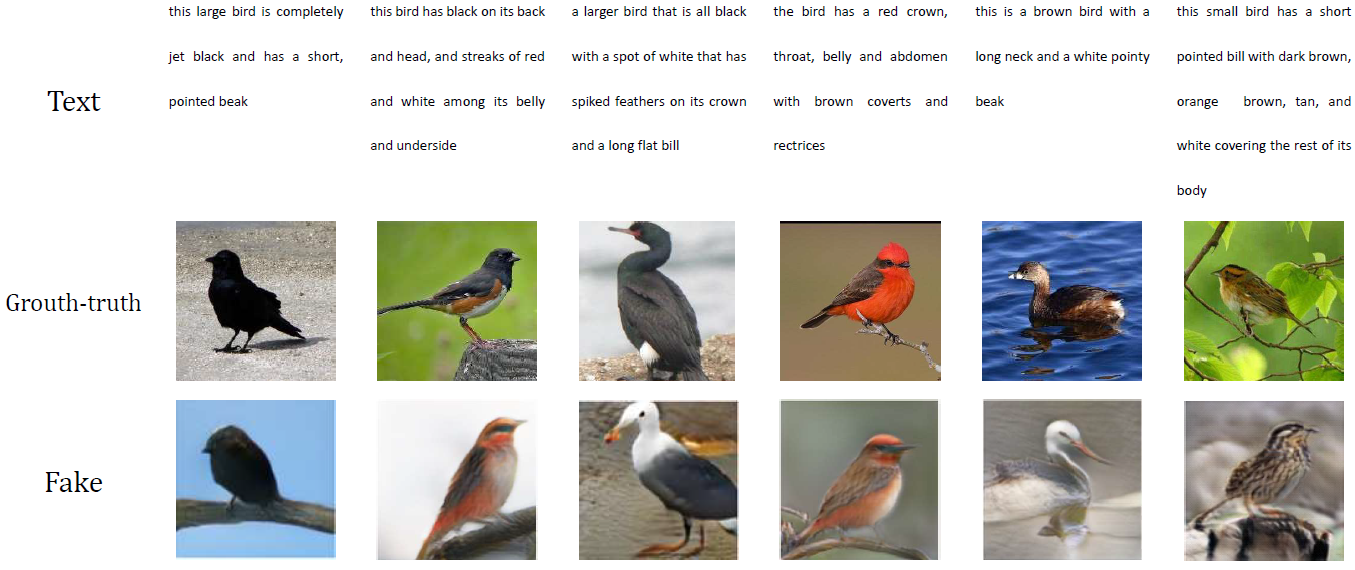 this large bird is completely
jet black and has a short,
pointed beak
this bird has black on its back
and head, and streaks of red
and white among its belly
and underside
a larger bird that is all black
with a spot of white that has
spiked feathers on its crown
and a long flat bill
the bird has a red crown,
throat, belly and abdomen
with brown coverts and
rectrices
this is a brown bird with a
long neck and a white pointy
beak
this small bird has a short
pointed bill with dark brown,
orange brown, tan, and
white covering the rest of its
body
Text
Grouth-truth
Fake